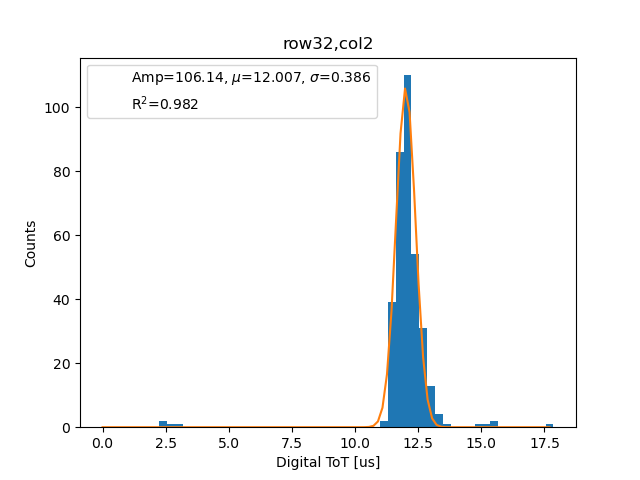 row32,col2
Amp=106.14, μ=12.007, σ=0.386
R²=0.982
Counts
100
80
60
40
20
0
0.0 2.5 5.0 7.5 10.0 12.5 15.0 17.5
Digital ToT [us]